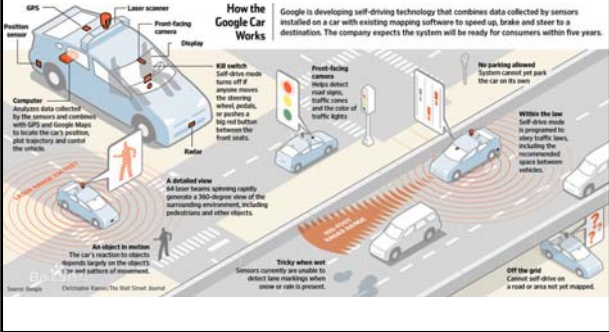 How the
Google Car
Works
Google is developing self-driving technology that combines data collected by sensors
installed on a car with existing mapping software to speed up, brake and steer to a
destination. The company expects the system will be ready for consumers within five years.
GPS
Laser scanner
Position
sensor
Front-facing
camera
Display
Kill switch
Self-drive mode
turns off if
anyone moves
the steering
wheel, pedals,
or pushes a
big red button
between the
front seats.
Radar
Computer
Analyzes data collected
by the sensors and combines
with GPS and Google Maps
to locate the car's position,
plot trajectory and control
the vehicle.
Front-facing
camera
Helps detect
road signs,
traffic cones
and the color of
traffic lights
No parking allowed
System cannot yet park
the car on its own
Within the law
Self-drive mode
is programed to
obey traffic laws,
including the
recommended
space between
vehicles.
A detailed view
64 laser beams spinning rapidly
generate a 360-degree view of the
surrounding environment, including
pedestrians and other objects.
An object in motion
The car's reaction to objects
depends largely on the object's
and pattern of movement.
RADAR RANGE
Tricky when wet
Sensors currently are unable to
detect lane markings when
snow or rain is present.
???
Off the grid
Cannot self-drive on
a road or area not yet mapped.
Source: Google
Christopher Kaeser/The Wall Street Journal